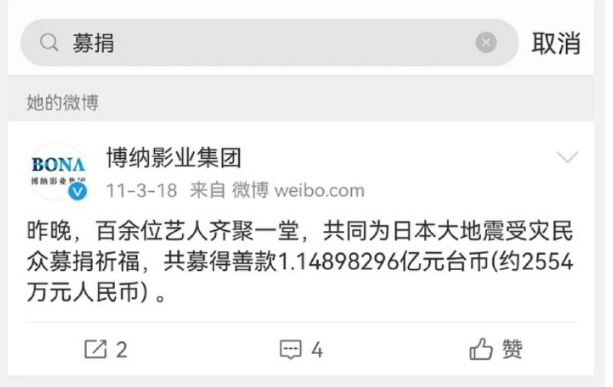 募捐
取消
她的微博
BONA
博纳影业集团
博纳影业集团
11-3-18 来自 微博 weibo.com
昨晚，百余位艺人齐聚一堂，共同为日本大地震受灾民
众募捐祈福，共募得善款1.14898296亿元台币(约2554
万元人民币) 。
2
4
赞